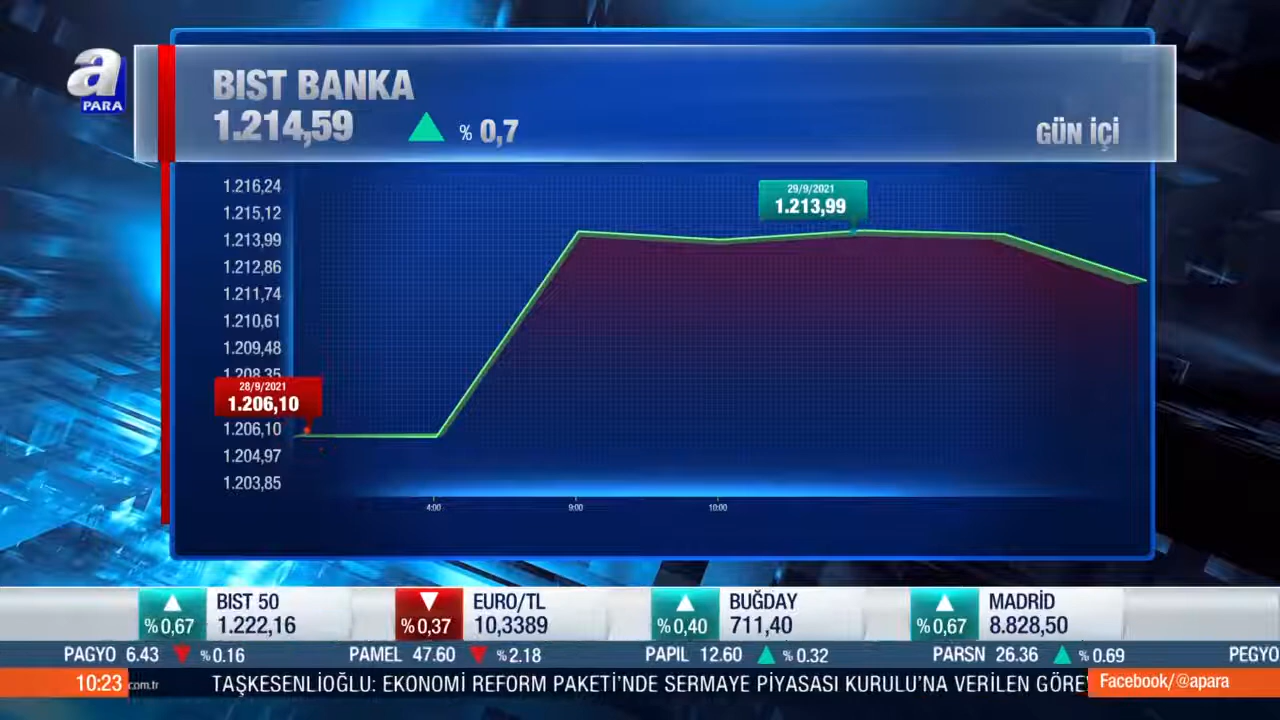 a
PARA
BIST BANKA
1.214,59
% 0,7
GÜN İÇİ
1.216,24
1.215,12
1.213,99
1.212,86
1.211,74
1.210,61
1.209,48
1.208,35
1.206,10
1.204,97
1.203,85
29/9/2021
1.213,99
28/9/2021
1.206,10
4:00
9:00
10:00
% 0,67
BIST 50
1.222,16
% 0,37
EURO/TL
10,3389
% 0,40
BUĞDAY
711,40
% 0,67
MADRİD
8.828,50
PAGYO 6.43 %0.16 PAMEL 47.60 %2.18 PAPIL 12.60 % 0.32 PARSN 26.36 % 0.69 PEGYO
10:23
.com.tr
TAŞKESENLİOĞLU: EKONOMİ REFORM PAKETİ'NDE SERMAYE PİYASASI KURULU'NA VERİLEN GÖREV
Facebook/@apara